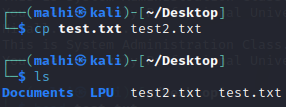 ┌──(malhi㉿kali)-[~/Desktop]
└─$ cp test.txt test2.txt
┌──(malhi㉿kali)-[~/Desktop]
└─$ ls
Documents LPU test2.txt test.txt